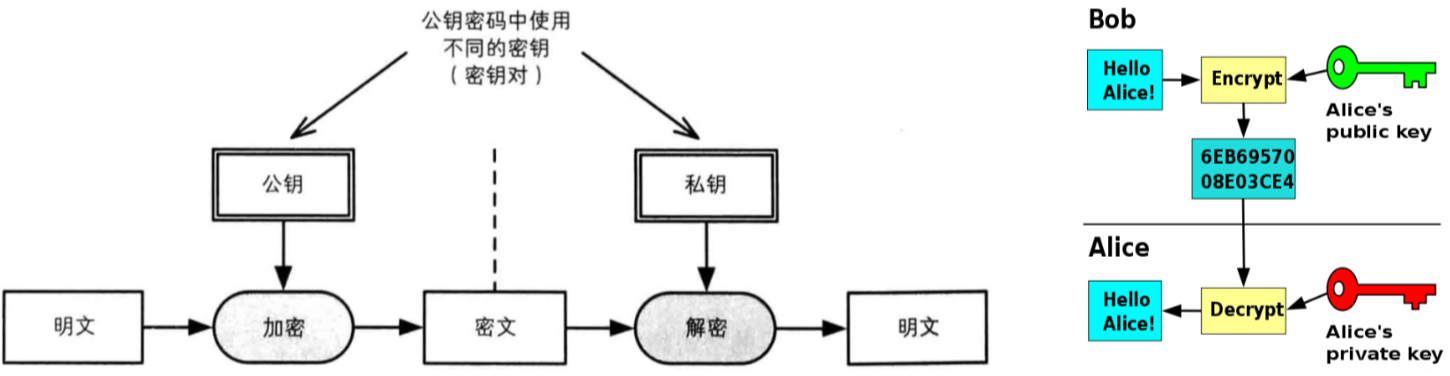 公钥密码中使用
不同的密钥
（密钥对）
公钥
私钥
明文
加密
密文
解密
明文
Bob
Hello
Alice!
Encrypt
Alice's
public key
6EB69570
08E03CE4
Alice
Hello
Alice!
Decrypt
Alice's
private key